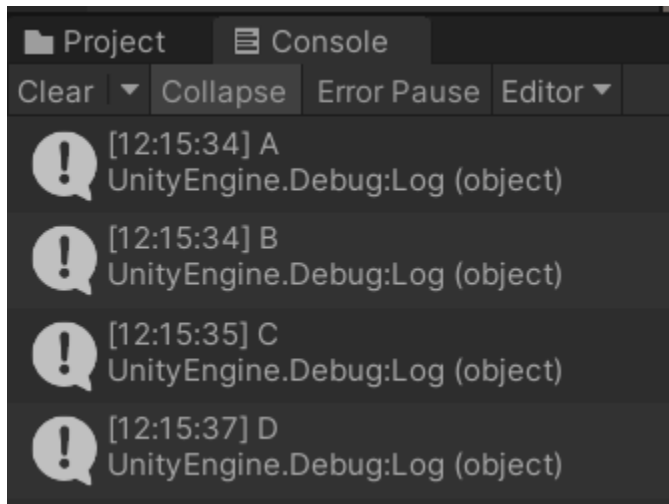 Project
Console
Clear
Collapse
Error Pause
Editor
[12:15:34] A
UnityEngine.Debug:Log (object)
[12:15:34] B
UnityEngine.Debug:Log (object)
[12:15:35] C
UnityEngine.Debug:Log (object)
[12:15:37] D
UnityEngine.Debug:Log (object)